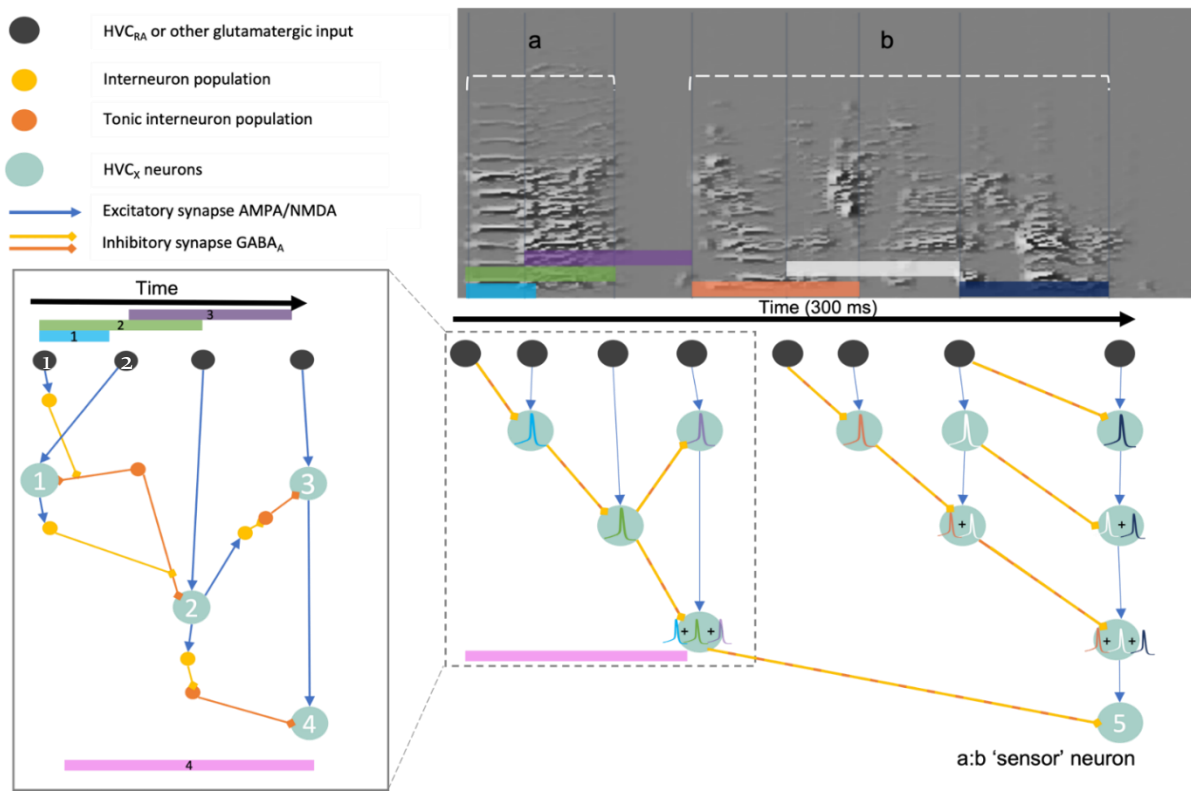 HVCRA or other glutamatergic input
Interneuron population
Tonic interneuron population
HVCX neurons
Excitatory synapse AMPA/NMDA
Inhibitory synapse GABAA
a
b
Time (300 ms)
Time
3
2
1
1
2
1
3
2
4
4
+ +
+
+
+ +
5
a:b 'sensor' neuron